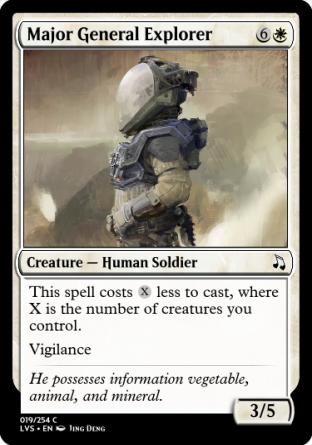 Major General Explorer 6
This spell costs X less to cast, where
X is the number of creatures you
control.
Vigilance
He possesses information vegetable,
animal, and mineral.
Creature — Human Soldier
3/5
019/254 C
LVS • EN Jing Deng